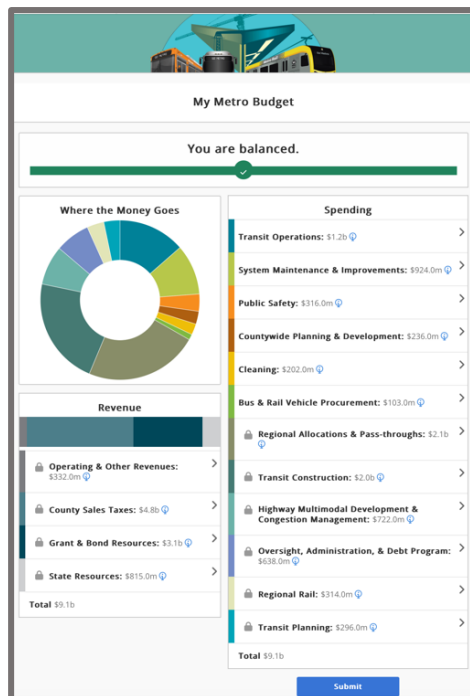 My Metro Budget
You are balanced.
Where the Money Goes
Revenue
Operating & Other Revenues:
$332.0m
County Sales Taxes: $4.8b
Grant & Bond Resources: $3.1b
State Resources: $815.0m
Total $9.1b
Spending
Transit Operations: $1.2b
System Maintenance & Improvements: $924.0m
Public Safety: $316.0m
Countywide Planning & Development: $236.0m
Cleaning: $202.0m
Bus & Rail Vehicle Procurement: $103.0m
Regional Allocations & Pass-throughs: $2.1b
Transit Construction: $2.0b
Highway Multimodal Development &
Congestion Management: $722.0m
Oversight, Administration, & Debt Program:
$638.0m
Regional Rail: $314.0m
Transit Planning: $296.0m
Total $9.1b
Submit